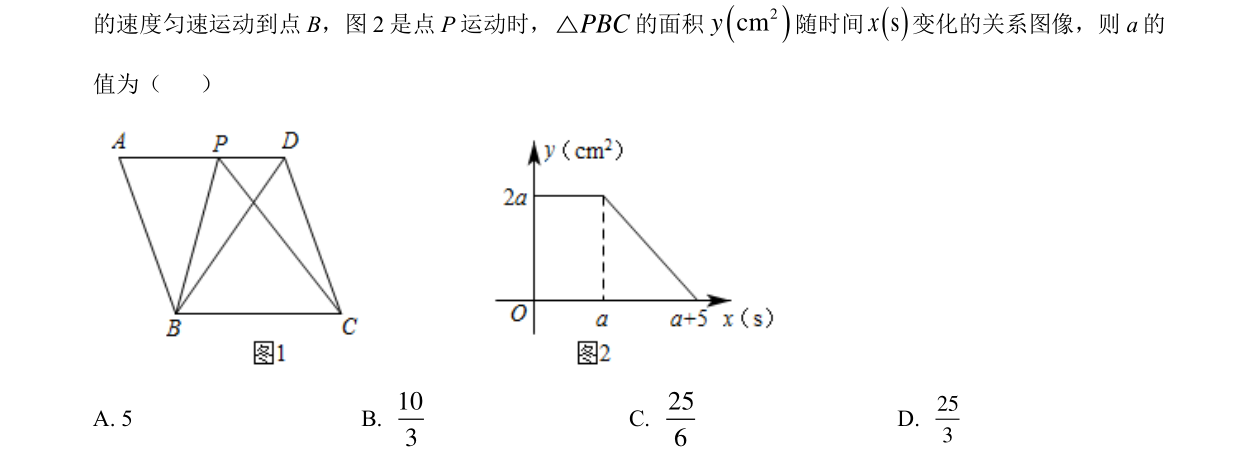 的速度匀速运动到点 B，图 2 是点 P 运动时，△PBC 的面积 y(cm²)随时间 x(s)变化的关系图像，则 a 的
值为（　　）
A P D
B C
图1
y（cm²）
2a
O a a+5 x（s）
图2
A. 5 B. 10/3 C. 25/6 D. 25/3